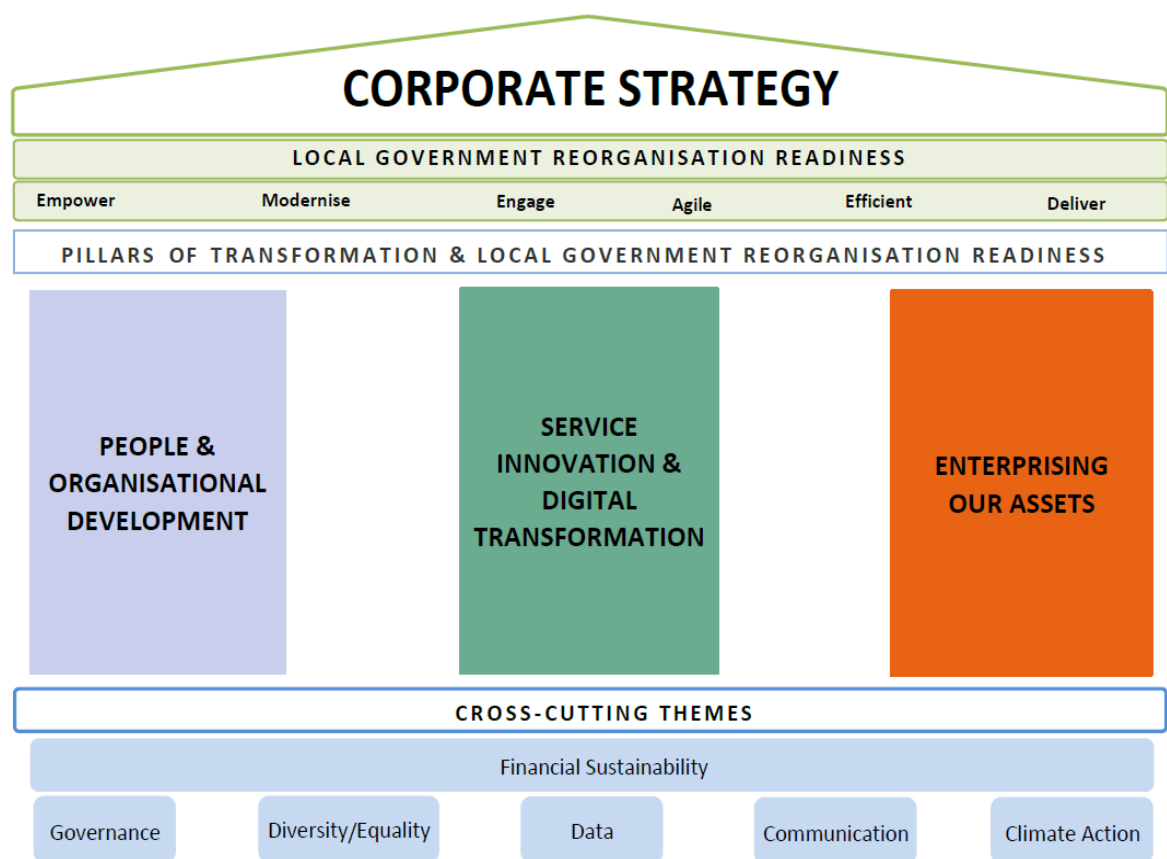 CORPORATE STRATEGY
LOCAL GOVERNMENT REORGANISATION READINESS
Empower Modernise Engage Agile Efficient Deliver
PILLARS OF TRANSFORMATION & LOCAL GOVERNMENT REORGANISATION READINESS
PEOPLE &
ORGANISATIONAL
DEVELOPMENT
SERVICE
INNOVATION &
DIGITAL
TRANSFORMATION
ENTERPRISING
OUR ASSETS
CROSS-CUTTING THEMES
Financial Sustainability
Governance Diversity/Equality Data Communication Climate Action